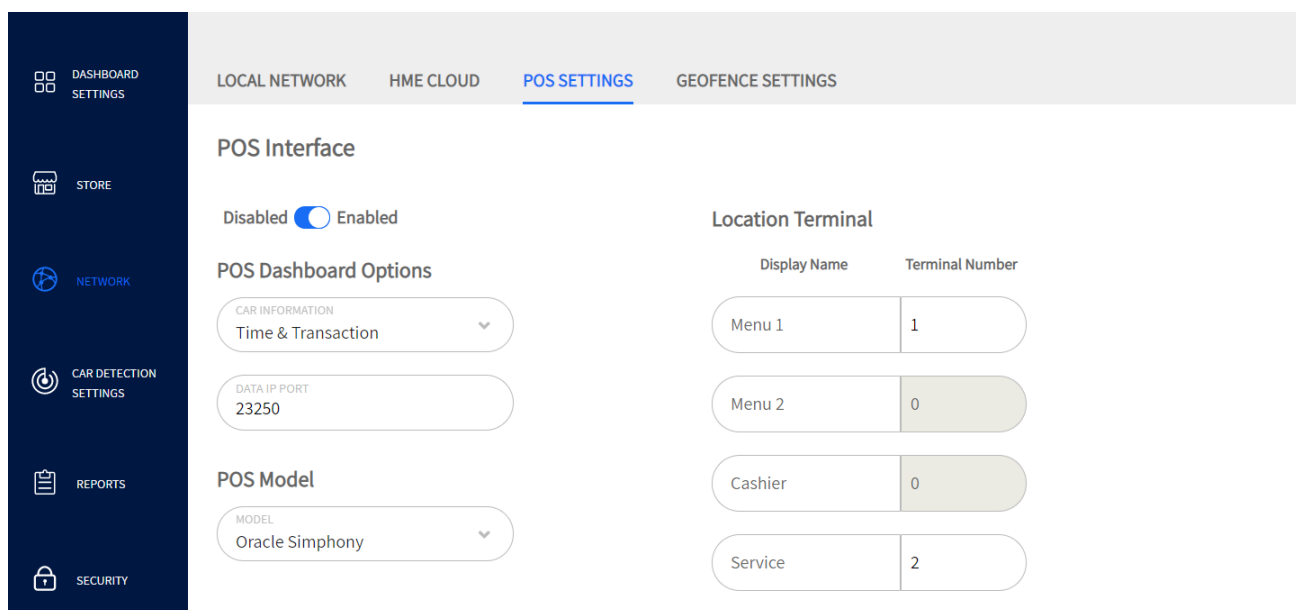 DASHBOARD
SETTINGS
STORE
NETWORK
CAR DETECTION
SETTINGS
REPORTS
SECURITY
LOCAL NETWORK HME CLOUD POS SETTINGS GEOFENCE SETTINGS
POS Interface
Disabled Enabled
POS Dashboard Options
CAR INFORMATION
Time & Transaction
DATA IP PORT
23250
POS Model
MODEL
Oracle Simphony
Location Terminal
Display Name Terminal Number
Menu 1 1
Menu 2 0
Cashier 0
Service 2